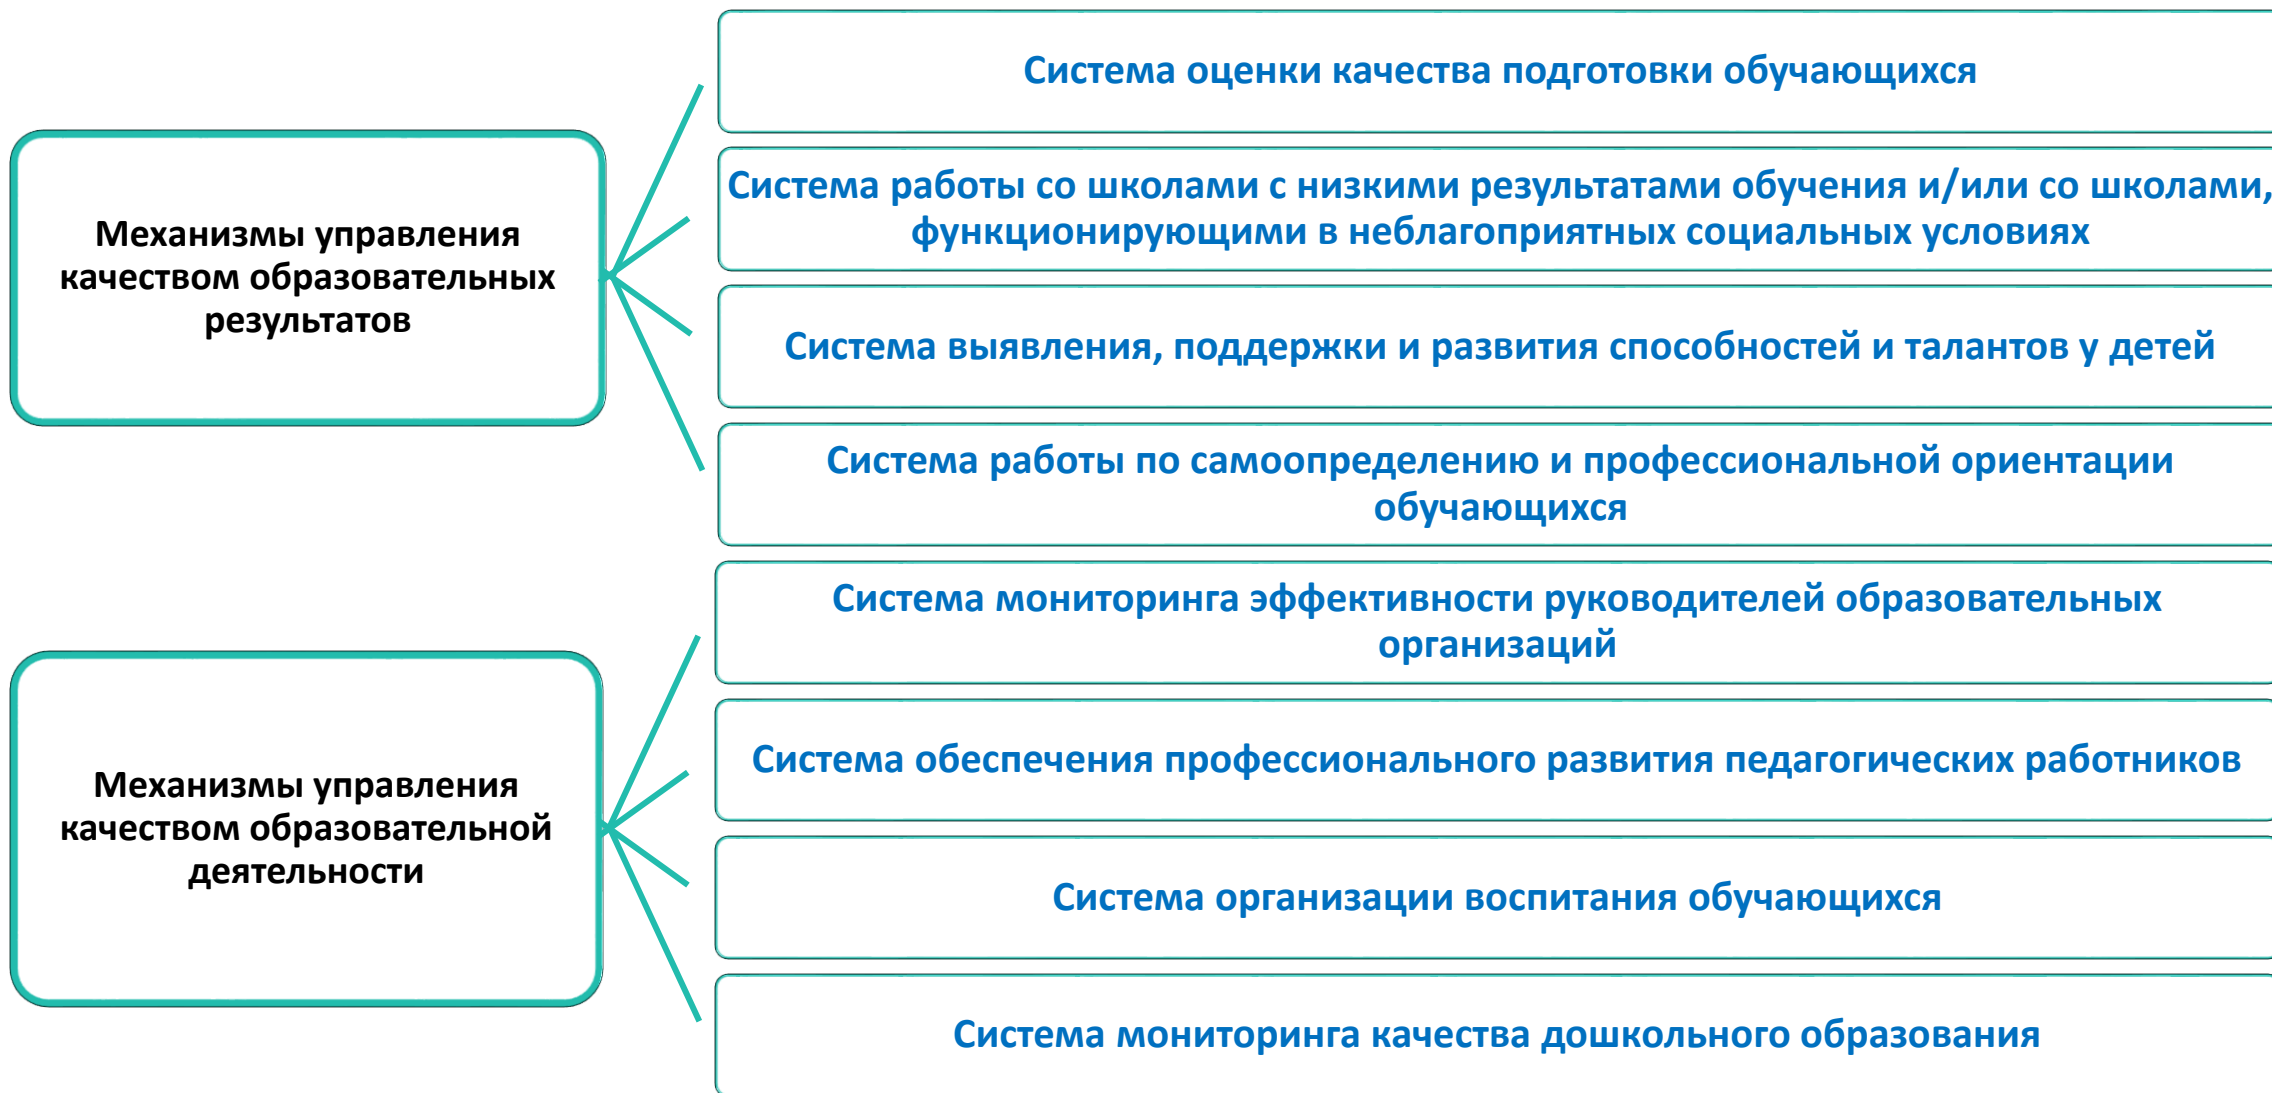 Механизмы управления
качеством образовательных
результатов
Система оценки качества подготовки обучающихся
Система работы со школами с низкими результатами обучения и/или со школами,
функционирующими в неблагоприятных социальных условиях
Система выявления, поддержки и развития способностей и талантов у детей
Система работы по самоопределению и профессиональной ориентации
обучающихся
Механизмы управления
качеством образовательной
деятельности
Система мониторинга эффективности руководителей образовательных
организаций
Система обеспечения профессионального развития педагогических работников
Система организации воспитания обучающихся
Система мониторинга качества дошкольного образования